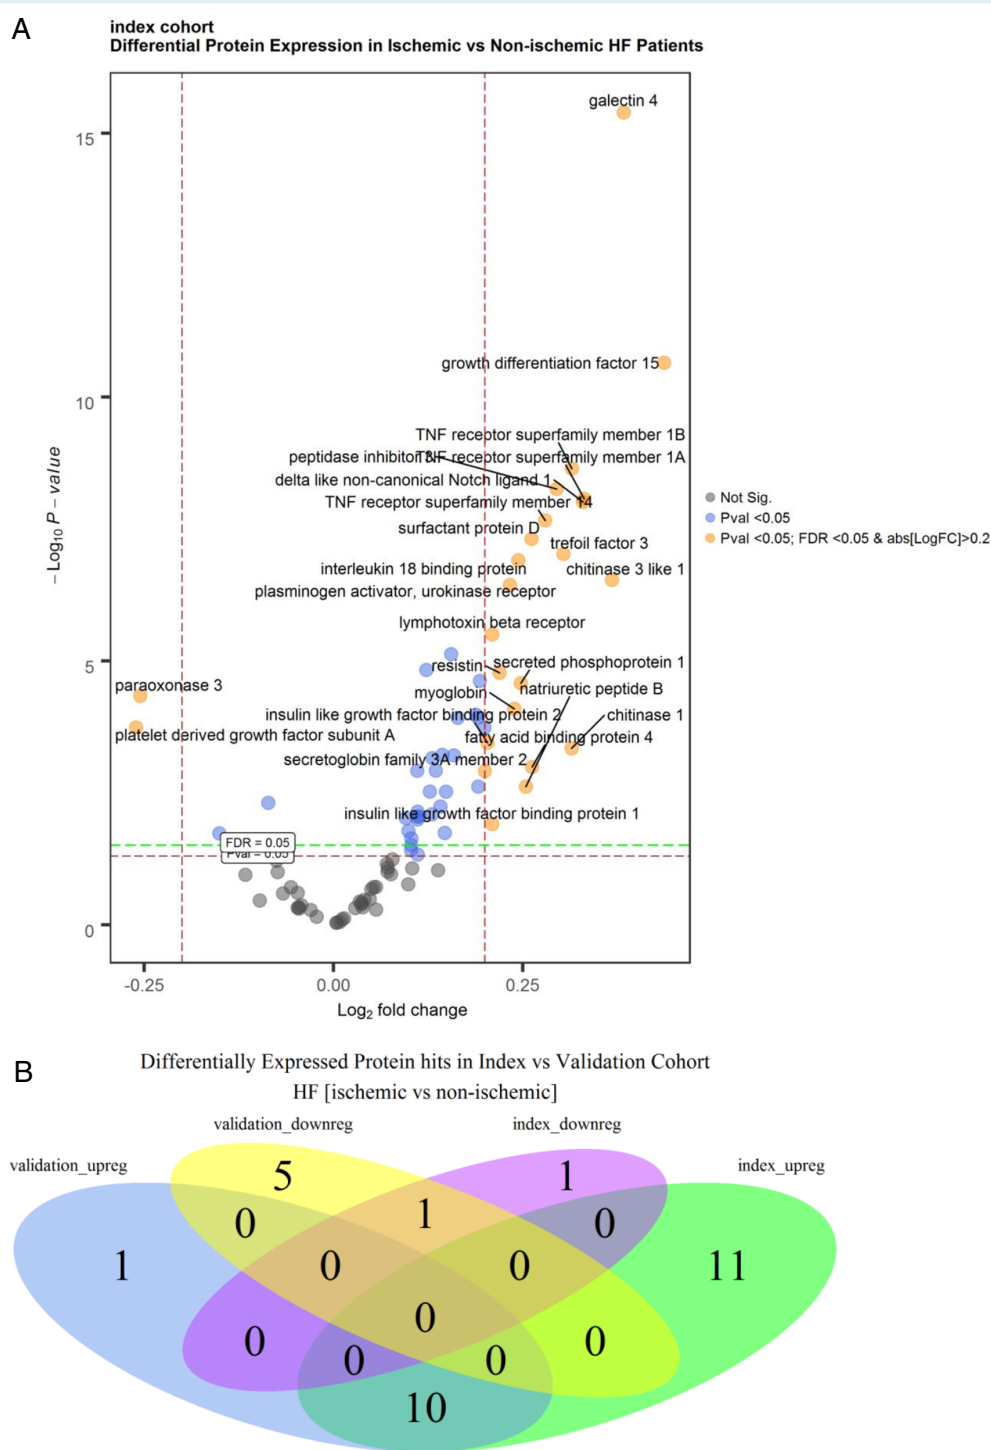 A
index cohort
Differential Protein Expression in Ischemic vs Non-ischemic HF Patients
galectin 4
15
growth differentiation factor 15
10
TNF receptor superfamily member 1B
peptidase inhibitor 3
TNF receptor superfamily member 1A
delta like non-canonical Notch ligand 1
TNF receptor superfamily member 14
surfactant protein D
trefoil factor 3
interleukin 18 binding protein
chitinase 3 like 1
plasminogen activator, urokinase receptor
lymphotoxin beta receptor
5
resistin
secreted phosphoprotein 1
paraoxonase 3
myoglobin
natriuretic peptide B
insulin like growth factor binding protein 2
chitinase 1
platelet derived growth factor subunit A
fatty acid binding protein 4
secretoglobin family 3A member 2
insulin like growth factor binding protein 1
FDR = 0.05
Pval = 0.05
0
-0.25
0.00
0.25
Log2 fold change
−Log10 P − value
Not Sig.
Pval <0.05
Pval <0.05; FDR <0.05 & abs[LogFC]>0.2
B
Differentially Expressed Protein hits in Index vs Validation Cohort
HF [ischemic vs non-ischemic]
validation_downreg
index_downreg
validation_upreg
index_upreg
5
1
0
1
0
1
0
0
11
0
0
0
0
0
10